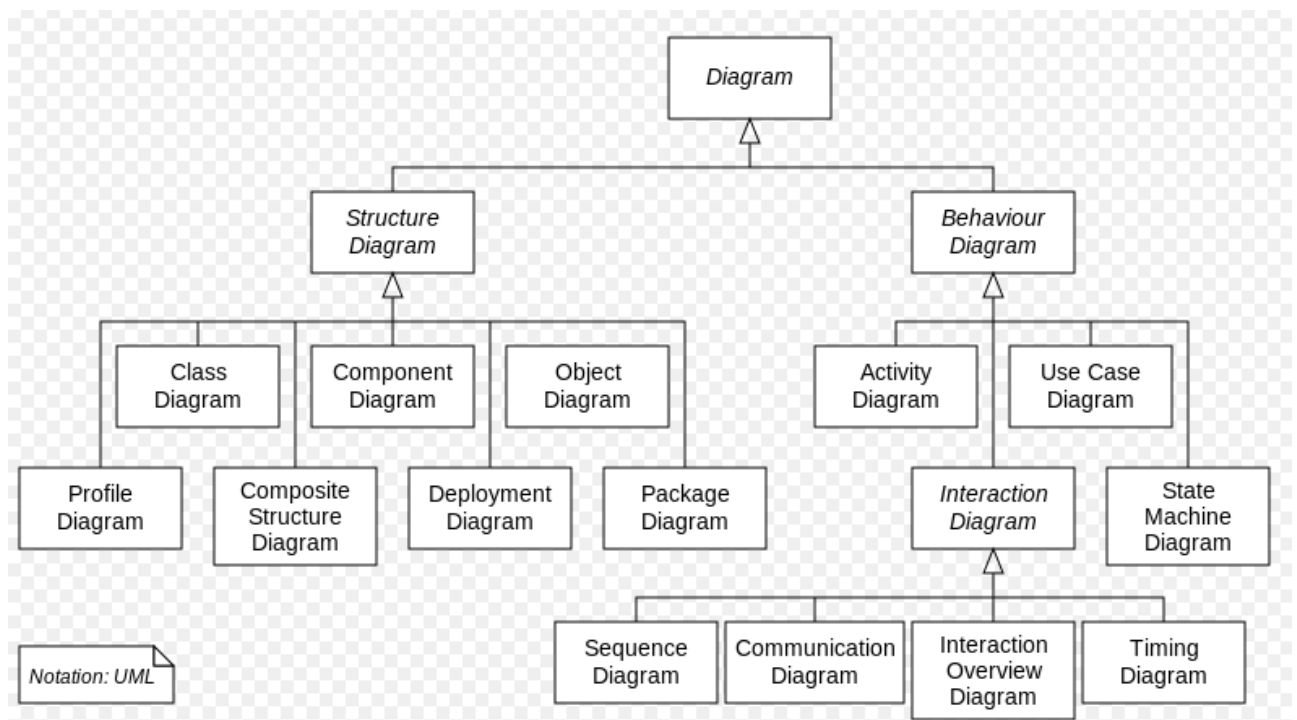 Diagram
Structure
Diagram
Behaviour
Diagram
Class
Diagram
Component
Diagram
Object
Diagram
Activity
Diagram
Use Case
Diagram
Profile
Diagram
Composite
Structure
Diagram
Deployment
Diagram
Package
Diagram
Interaction
Diagram
State
Machine
Diagram
Sequence
Diagram
Communication
Diagram
Interaction
Overview
Diagram
Timing
Diagram
Notation: UML